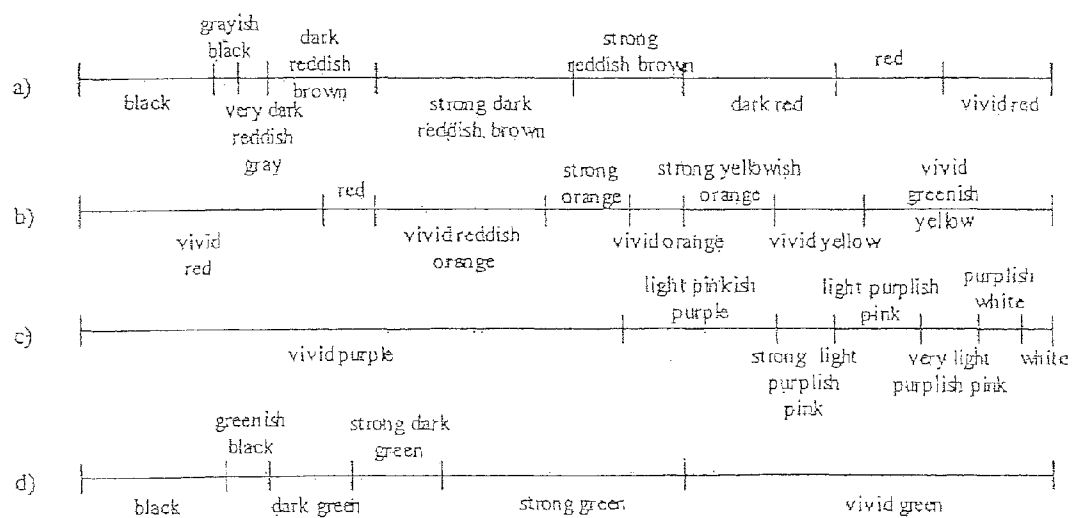 grayish
black
dark
reddish
brown
strong
reddish brown
red
a)
black
very dark
reddish
gray
strong dark
reddish, brown
dark red
vivid red
red
strong
orange
strong yellowish
orange
vivid
greenish
yellow
b)
vivid
red
vivid reddish
orange
vivid orange
vivid yellow
light pinkish
purple
light purplish
pink
purplish
white
c)
vivid purple
strong light
purplish
pink
very light
purplish pink
white
greenish
black
strong dark
green
d)
black
dark green
strong green
vivid green